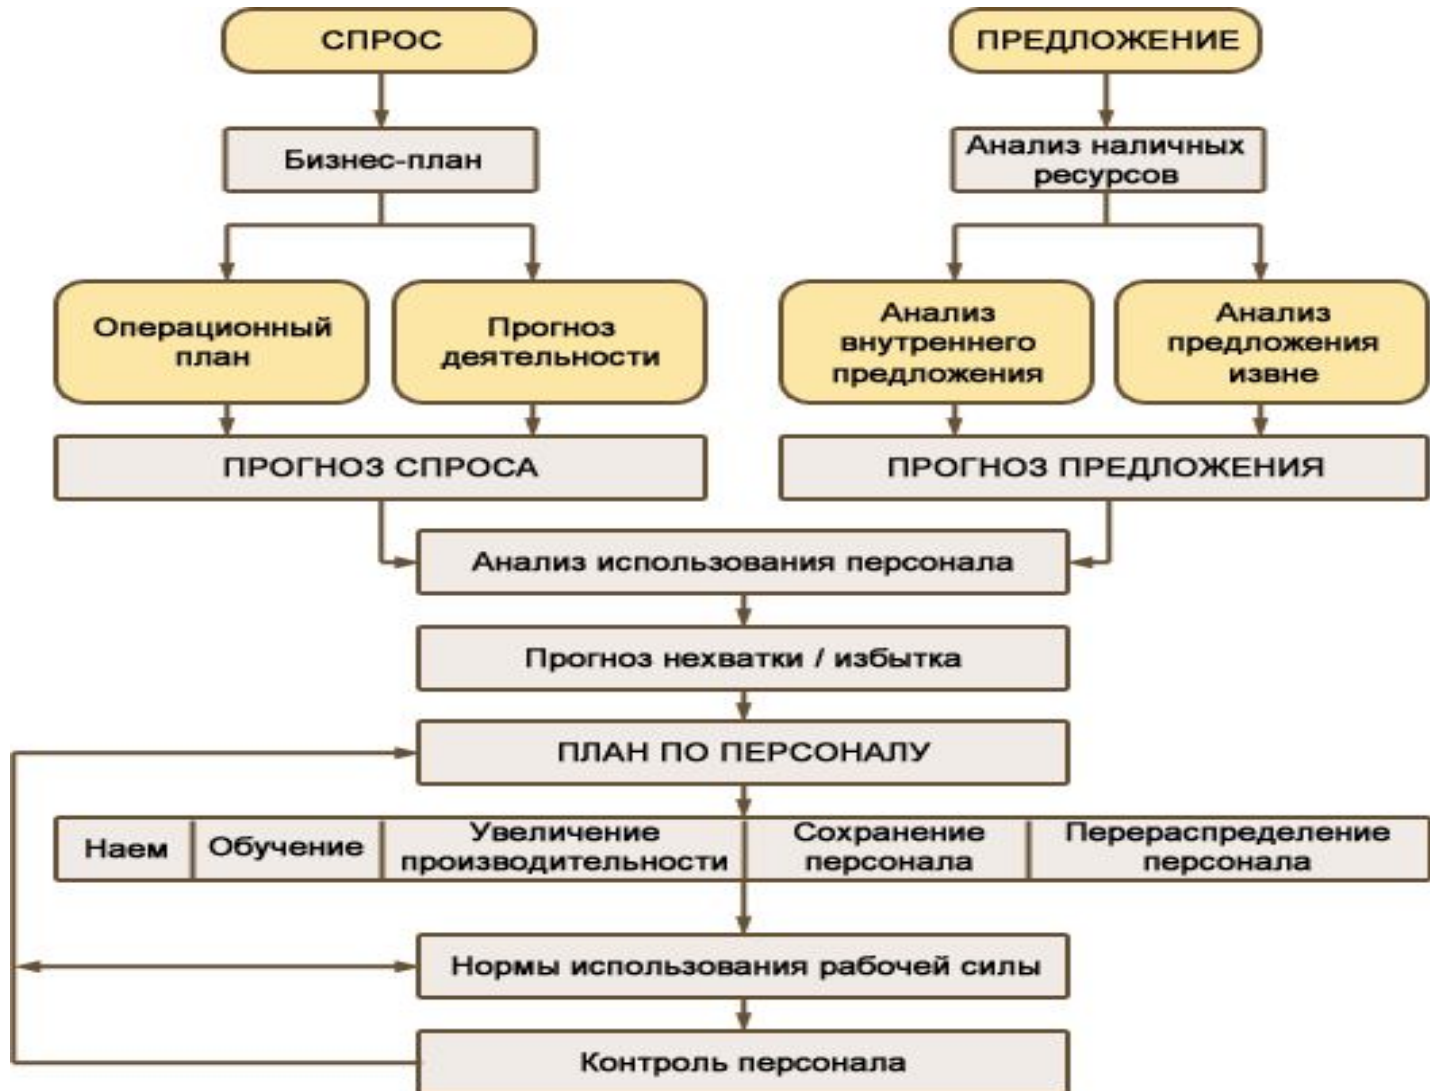 СПРОС
ПРЕДЛОЖЕНИЕ
Бизнес-план
Анализ наличных
ресурсов
Операционный
план
Прогноз
деятельности
Анализ
внутреннего
предложения
Анализ
предложения
извне
ПРОГНОЗ СПРОСА
ПРОГНОЗ ПРЕДЛОЖЕНИЯ
Анализ использования персонала
Прогноз нехватки / избытка
ПЛАН ПО ПЕРСОНАЛУ
Наем
Обучение
Увеличение
производительности
Сохранение
персонала
Перераспределение
персонала
Нормы использования рабочей силы
Контроль персонала